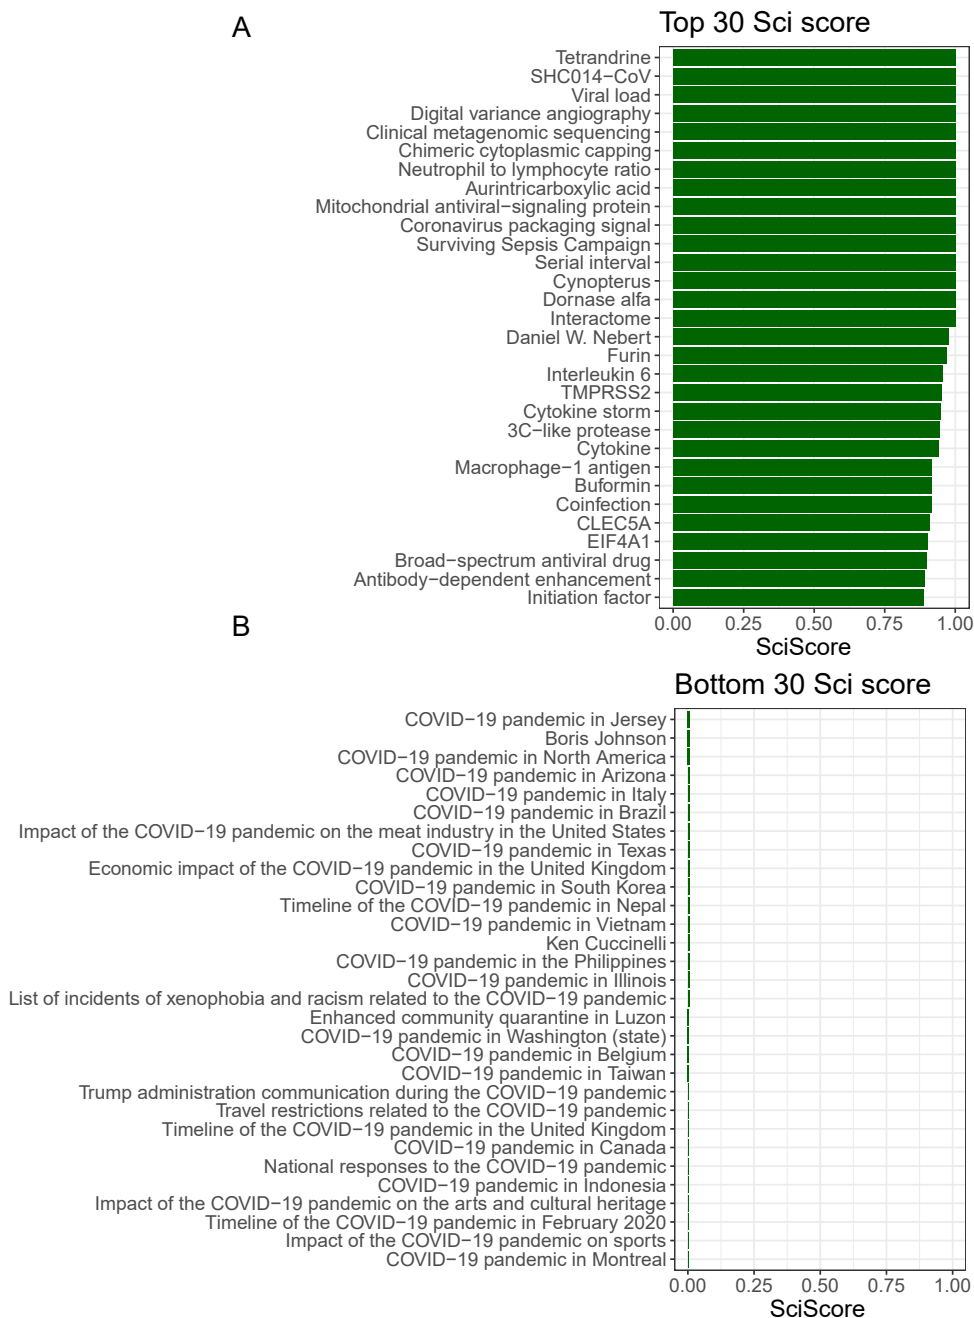 A
Top 30 Sci score
Tetrandrine
SHC014−CoV
Viral load
Digital variance angiography
Clinical metagenomic sequencing
Chimeric cytoplasmic capping
Neutrophil to lymphocyte ratio
Aurintricarboxylic acid
Mitochondrial antiviral−signaling protein
Coronavirus packaging signal
Surviving Sepsis Campaign
Serial interval
Cynopterus
Dornase alfa
Interactome
Daniel W. Nebert
Furin
Interleukin 6
TMPRSS2
Cytokine storm
3C−like protease
Cytokine
Macrophage−1 antigen
Buformin
Coinfection
CLEC5A
EIF4A1
Broad−spectrum antiviral drug
Antibody−dependent enhancement
Initiation factor
0.00 0.25 0.50 0.75 1.00
SciScore
B
Bottom 30 Sci score
COVID−19 pandemic in Jersey
Boris Johnson
COVID−19 pandemic in North America
COVID−19 pandemic in Arizona
COVID−19 pandemic in Italy
COVID−19 pandemic in Brazil
Impact of the COVID−19 pandemic on the meat industry in the United States
COVID−19 pandemic in Texas
Economic impact of the COVID−19 pandemic in the United Kingdom
COVID−19 pandemic in South Korea
Timeline of the COVID−19 pandemic in Nepal
COVID−19 pandemic in Vietnam
Ken Cuccinelli
COVID−19 pandemic in the Philippines
COVID−19 pandemic in Illinois
List of incidents of xenophobia and racism related to the COVID−19 pandemic
Enhanced community quarantine in Luzon
COVID−19 pandemic in Washington (state)
COVID−19 pandemic in Belgium
COVID−19 pandemic in Taiwan
Trump administration communication during the COVID−19 pandemic
Travel restrictions related to the COVID−19 pandemic
Timeline of the COVID−19 pandemic in the United Kingdom
COVID−19 pandemic in Canada
National responses to the COVID−19 pandemic
COVID−19 pandemic in Indonesia
Impact of the COVID−19 pandemic on the arts and cultural heritage
Timeline of the COVID−19 pandemic in February 2020
Impact of the COVID−19 pandemic on sports
COVID−19 pandemic in Montreal
0.00 0.25 0.50 0.75 1.00
SciScore